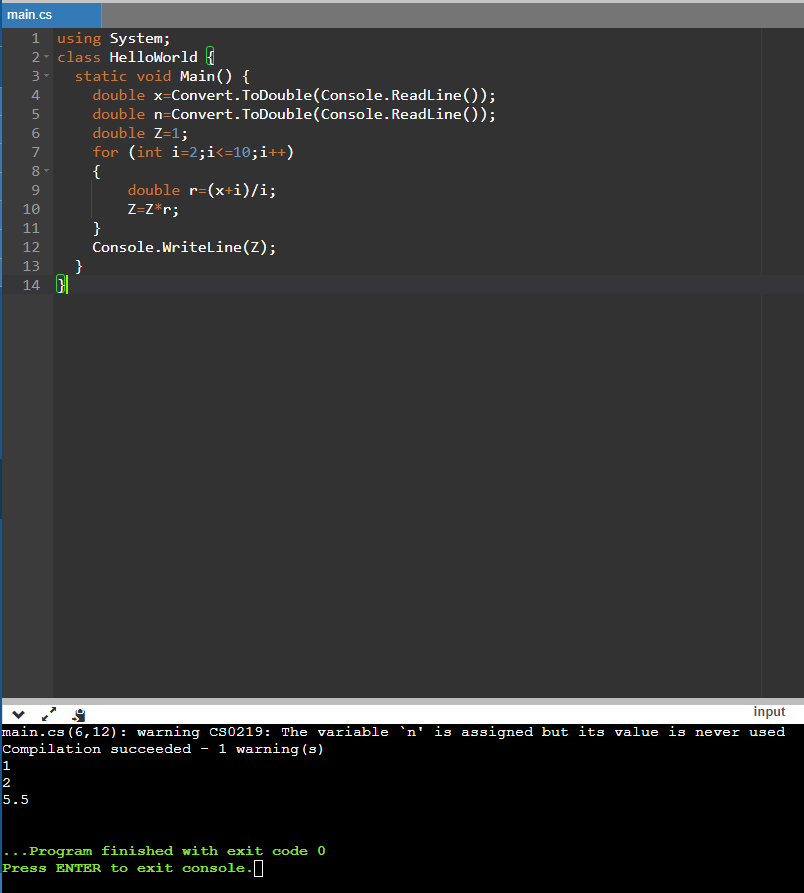 main.cs
1 using System;
2 class HelloWorld {
3 static void Main() {
4 double x=Convert.ToDouble(Console.ReadLine());
5 double n=Convert.ToDouble(Console.ReadLine());
6 double Z=1;
7 for (int i=2;i<=10;i++)
8 {
9 double r=(x+i)/i;
10 Z=Z*r;
11 }
12 Console.WriteLine(Z);
13 }
14 }
input
main.cs(6,12): warning CS0219: The variable `n' is assigned but its value is never used
Compilation succeeded - 1 warning(s)
1
2
5.5
...Program finished with exit code 0
Press ENTER to exit console.